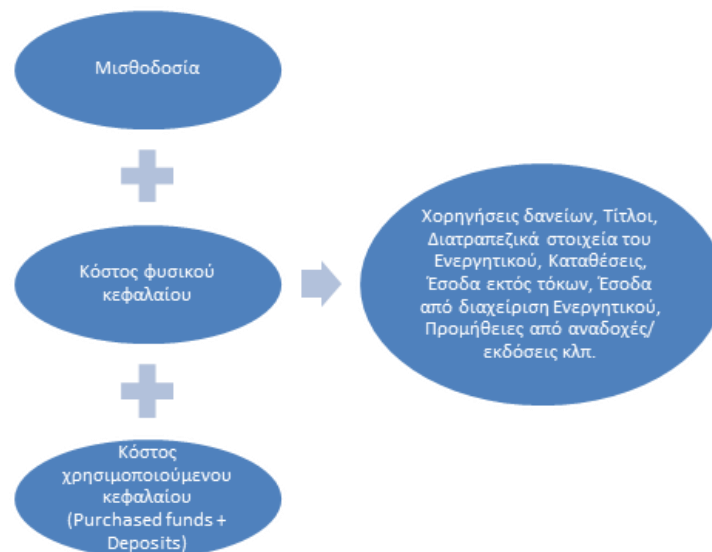 Μισθοδοσία
Κόστος φυσικού
κεφαλαίου
Κόστος
χρησιμοποιούμενου
κεφαλαίου
(Purchased funds +
Deposits)
Χορηγήσεις δανείων, Τίτλοι,
Διατραπεζικά στοιχεία του
Ενεργητικού, Καταθέσεις,
Έσοδα εκτός τόκων, Έσοδα
από διαχείριση Ενεργητικού,
Προμήθειες από αναδοχές/
εκδόσεις κλπ.